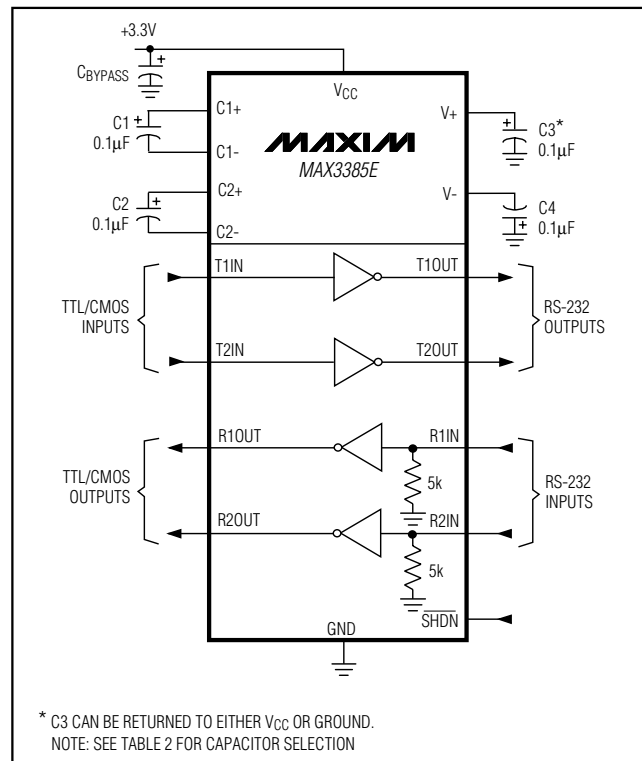 +3.3V
CBYPASS
+
VCC
C1+
C1
0.1μF
+
C1-
C2+
C2
0.1μF
+
C2-
MAXIM
MAX3385E
V+
+
C3*
0.1μF
V-
C4
0.1μF
+
T1IN
T1OUT
TTL/CMOS
INPUTS
RS-232
OUTPUTS
T2IN
T2OUT
R1OUT
R1IN
5k
TTL/CMOS
OUTPUTS
RS-232
INPUTS
R2OUT
R2IN
5k
SHDN
GND
* C3 CAN BE RETURNED TO EITHER VCC OR GROUND.
NOTE: SEE TABLE 2 FOR CAPACITOR SELECTION